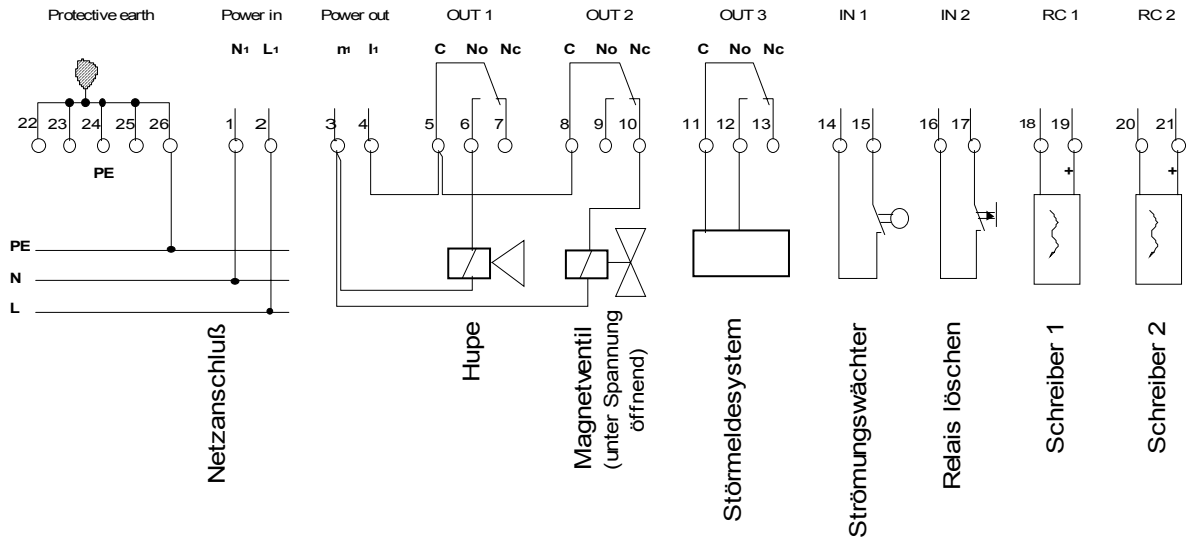 Protective earth Power in Power out OUT 1 OUT 2 OUT 3 IN 1 IN 2 RC 1 RC 2
N1 L1 m1 l1 C No Nc C No Nc C No Nc
22 23 24 25 26 1 2 3 4 5 6 7 8 9 10 11 12 13 14 15 16 17 18 19 20 21
PE
+ +
PE
N
L
Netzanschluß
Hupe
Magnetventil
(unter Spannung
öffnend)
Störmeldesystem
Strömungswächter
Relais löschen
Schreiber 1
Schreiber 2